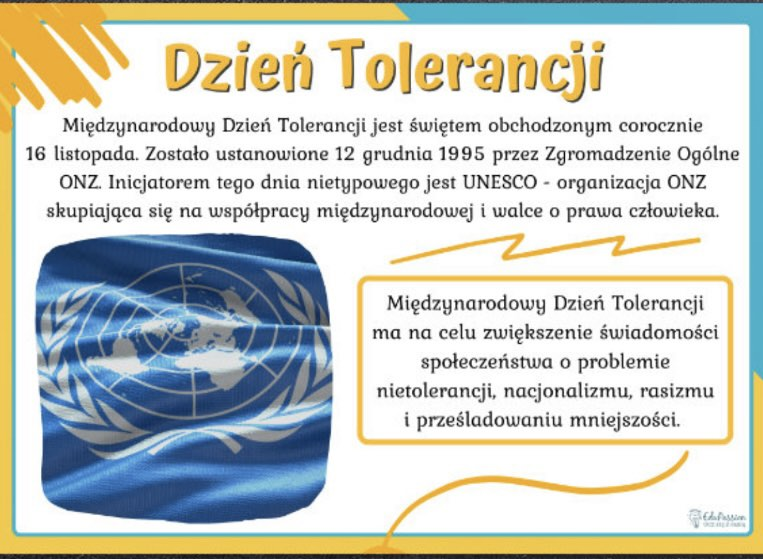 Dzień Tolerancji
Międzynarodowy Dzień Tolerancji jest świętem obchodzonym corocznie
16 listopada. Zostało ustanowione 12 grudnia 1995 przez Zgromadzenie Ogólne
ONZ. Inicjatorem tego dnia nietypowego jest UNESCO - organizacja ONZ
skupiająca się na współpracy międzynarodowej i walce o prawa człowieka.
Międzynarodowy Dzień Tolerancji
ma na celu zwiększenie świadomości
społeczeństwa o problemie
nietolerancji, nacjonalizmu, rasizmu
i prześladowaniu mniejszości.
EduPassion